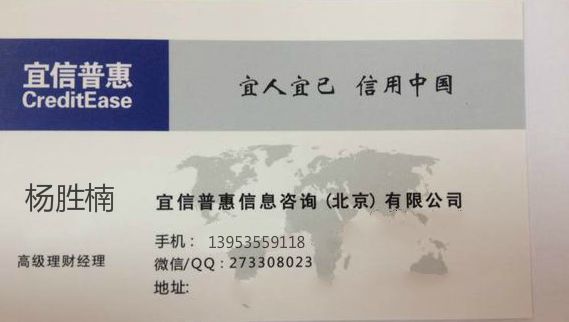 宜信普惠
CreditEase
宜人宜己 信用中国
杨胜楠
宜信普惠信息咨询(北京)有限公司
高级理财经理
手机: 13953559118
微信/QQ:273308023
地址: